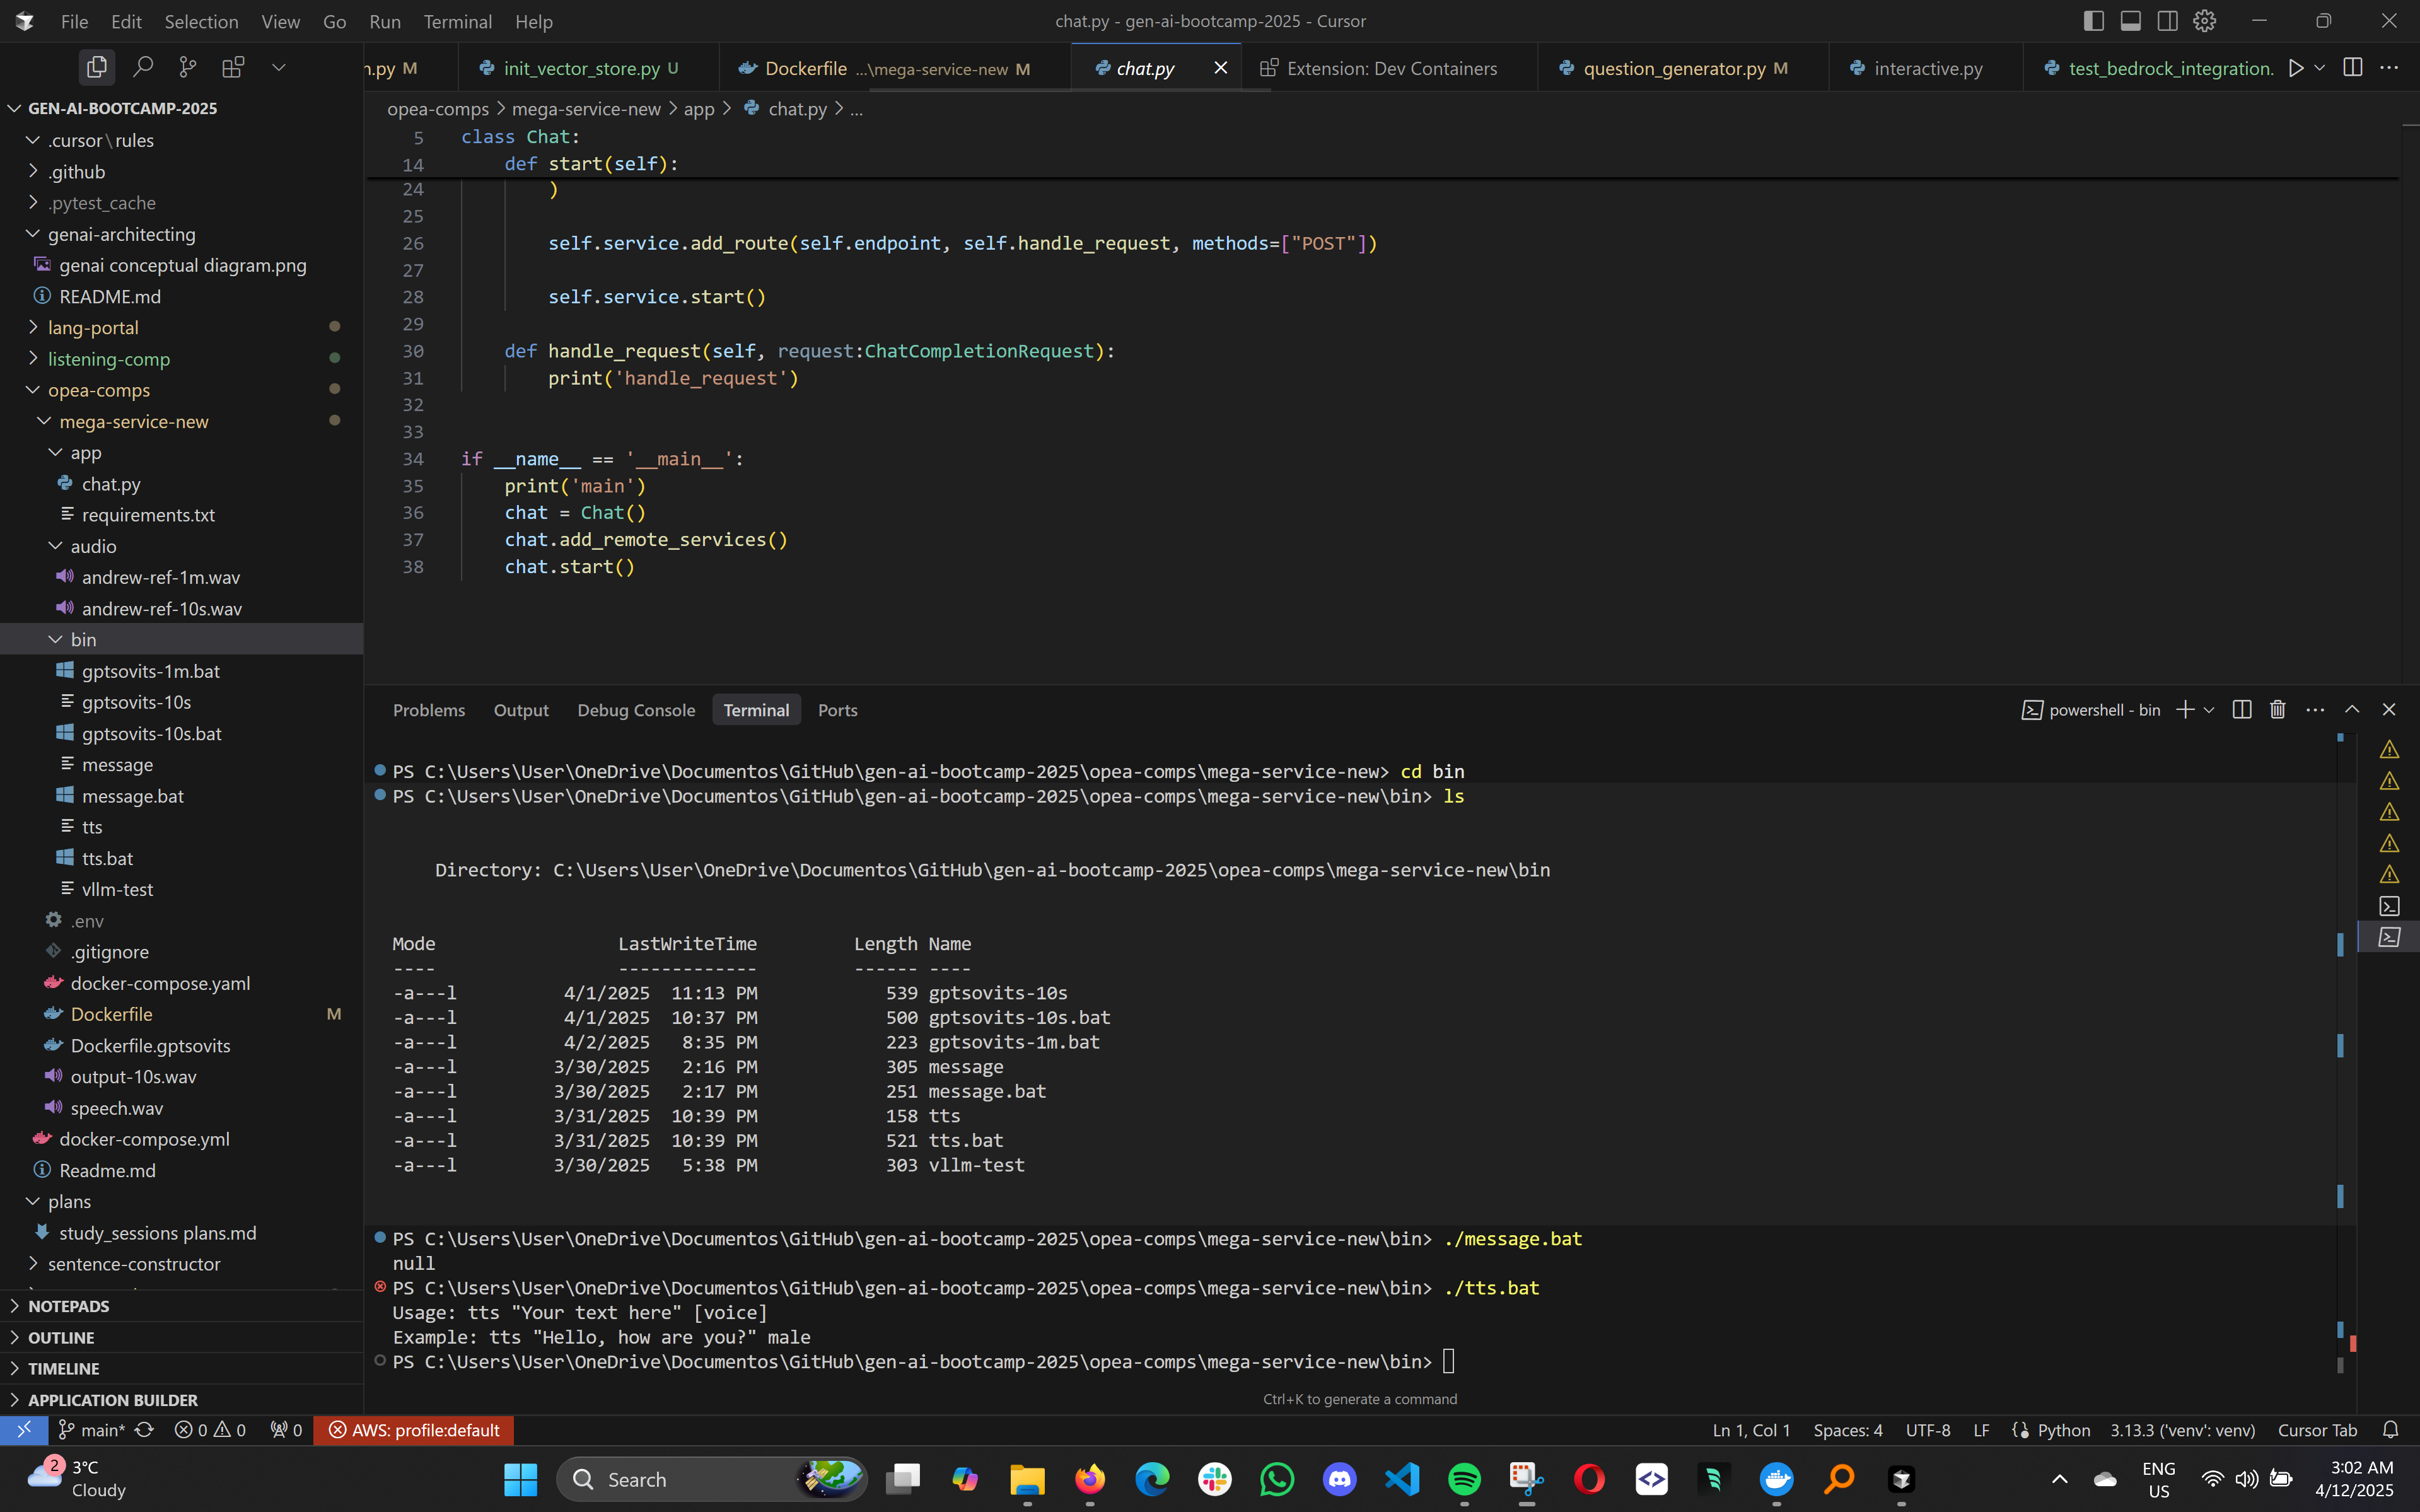 File Edit Selection View Go Run Terminal Help
chat.py - gen-ai-bootcamp-2025 - Cursor
n.py M
init_vector_store.py U
Dockerfile ...\mega-service-new M
chat.py
Extension: Dev Containers
question_generator.py M
interactive.py
test_bedrock_integration.
GEN-AI-BOOTCAMP-2025
.cursor\rules
.github
.pytest_cache
genai-architecting
genai conceptual diagram.png
README.md
lang-portal
listening-comp
opea-comps
mega-service-new
app
chat.py
requirements.txt
audio
andrew-ref-1m.wav
andrew-ref-10s.wav
bin
gptsovits-1m.bat
gptsovits-10s
gptsovits-10s.bat
message
message.bat
tts
tts.bat
vllm-test
.env
.gitignore
docker-compose.yaml
Dockerfile M
Dockerfile.gptsovits
output-10s.wav
speech.wav
docker-compose.yml
Readme.md
plans
study_sessions plans.md
sentence-constructor
NOTEPADS
OUTLINE
TIMELINE
APPLICATION BUILDER
opea-comps > mega-service-new > app > chat.py > ...
5 class Chat:
14 def start(self):
24 )
25
26 self.service.add_route(self.endpoint, self.handle_request, methods=["POST"])
27
28 self.service.start()
29
30 def handle_request(self, request:ChatCompletionRequest):
31 print('handle_request')
32
33
34 if __name__ == '__main__':
35 print('main')
36 chat = Chat()
37 chat.add_remote_services()
38 chat.start()
Problems Output Debug Console Terminal Ports
powershell - bin
PS C:\Users\User\OneDrive\Documentos\GitHub\gen-ai-bootcamp-2025\opea-comps\mega-service-new> cd bin
PS C:\Users\User\OneDrive\Documentos\GitHub\gen-ai-bootcamp-2025\opea-comps\mega-service-new\bin> ls
Directory: C:\Users\User\OneDrive\Documentos\GitHub\gen-ai-bootcamp-2025\opea-comps\mega-service-new\bin
Mode LastWriteTime Length Name
---- ------------- ------ ----
-a---l 4/1/2025 11:13 PM 539 gptsovits-10s
-a---l 4/1/2025 10:37 PM 500 gptsovits-10s.bat
-a---l 4/2/2025 8:35 PM 223 gptsovits-1m.bat
-a---l 3/30/2025 2:16 PM 305 message
-a---l 3/30/2025 2:17 PM 251 message.bat
-a---l 3/31/2025 10:39 PM 158 tts
-a---l 3/31/2025 10:39 PM 521 tts.bat
-a---l 3/30/2025 5:38 PM 303 vllm-test
PS C:\Users\User\OneDrive\Documentos\GitHub\gen-ai-bootcamp-2025\opea-comps\mega-service-new\bin> ./message.bat
null
PS C:\Users\User\OneDrive\Documentos\GitHub\gen-ai-bootcamp-2025\opea-comps\mega-service-new\bin> ./tts.bat
Usage: tts "Your text here" [voice]
Example: tts "Hello, how are you?" male
PS C:\Users\User\OneDrive\Documentos\GitHub\gen-ai-bootcamp-2025\opea-comps\mega-service-new\bin>
Ctrl+K to generate a command
main* 0 0 0 AWS: profile:default
Ln 1, Col 1 Spaces: 4 UTF-8 LF Python 3.13.3 ('venv': venv) Cursor Tab
2 3°C
Cloudy
Search
ENG
US
3:02 AM
4/12/2025